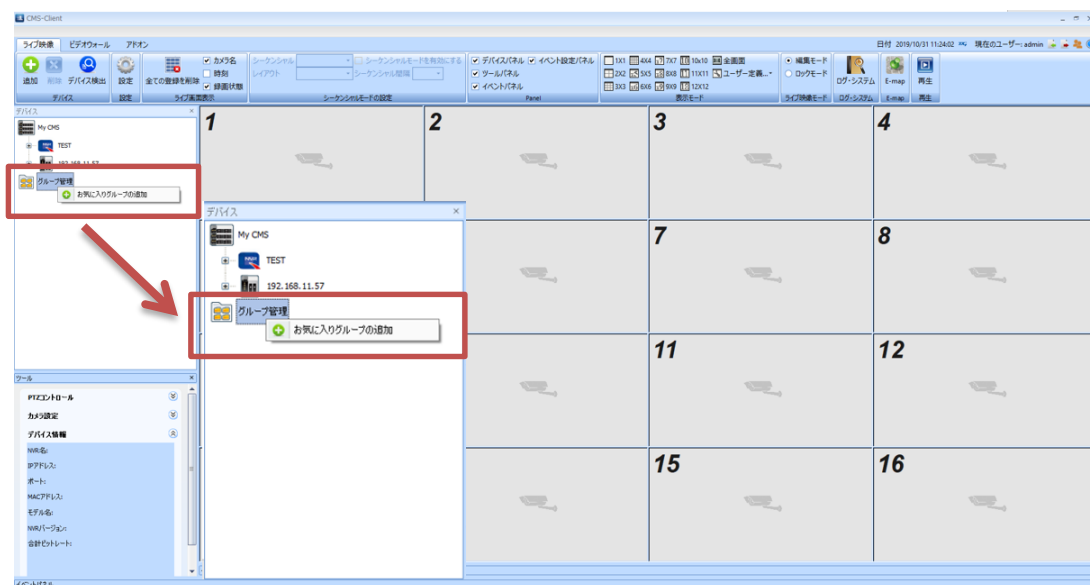 CMS-Client
ライブ映像 ビデオウォール アドオン
日付 2019/10/31 11:24:02 現在のユーザー: admin
追加 削除 デバイス検出 設定 全ての登録を削除
カメラ名
時刻
録画状態
シーケンシャル
レイアウト
シーケンシャルモードを有効にする
シーケンシャル間隔
デバイスパネル イベント設定パネル
ツールパネル
イベントパネル
1X1 4X4 7X7 10x10 全画面
2X2 5X5 8X8 11X11 ユーザー定義...
3X3 6X6 9X9 12X12
編集モード
ロックモード
ログ・システム E-map 再生
デバイス 設定 ライブ画面表示 シーケンシャルモードの設定 Panel 表示モード ライブ映像モード ログ・システム E-map 再生
デバイス
My CMS
TEST
192.168.11.57
グループ管理
お気に入りグループの追加
1 2 3 4
デバイス
My CMS
TEST
192.168.11.57
グループ管理
お気に入りグループの追加
7 8
11 12
15 16
ツール
PTZコントロール
カメラ設定
デバイス情報
NVR名:
IPアドレス:
ポート:
MACアドレス:
モデル名:
NVRバージョン:
合計ビットレート:
イベントパネル